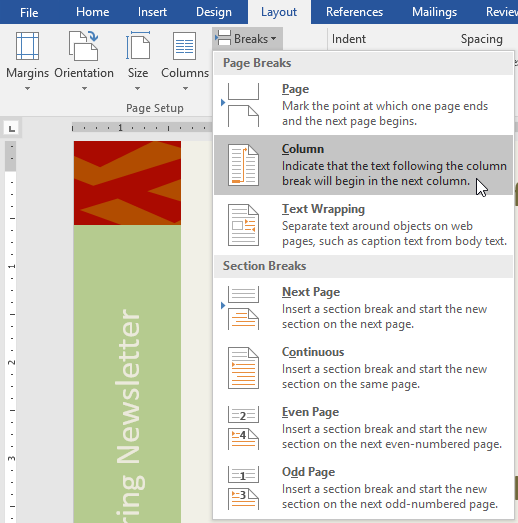 File Home Insert Design Layout References Mailings
Breaks Indent Spacing
Margins Orientation Size Columns
Page Setup
Page Breaks
Page
Mark the point at which one page ends
and the next page begins.
Column
Indicate that the text following the column
break will begin in the next column.
Text Wrapping
Separate text around objects on web
pages, such as caption text from body text.
Section Breaks
Next Page
Insert a section break and start the new
section on the next page.
Continuous
Insert a section break and start the new
section on the same page.
Even Page
Insert a section break and start the new
section on the next even-numbered page.
Odd Page
Insert a section break and start the new
section on the next odd-numbered page.
2
4
1
3
L
1
1
2
3
Newsletter